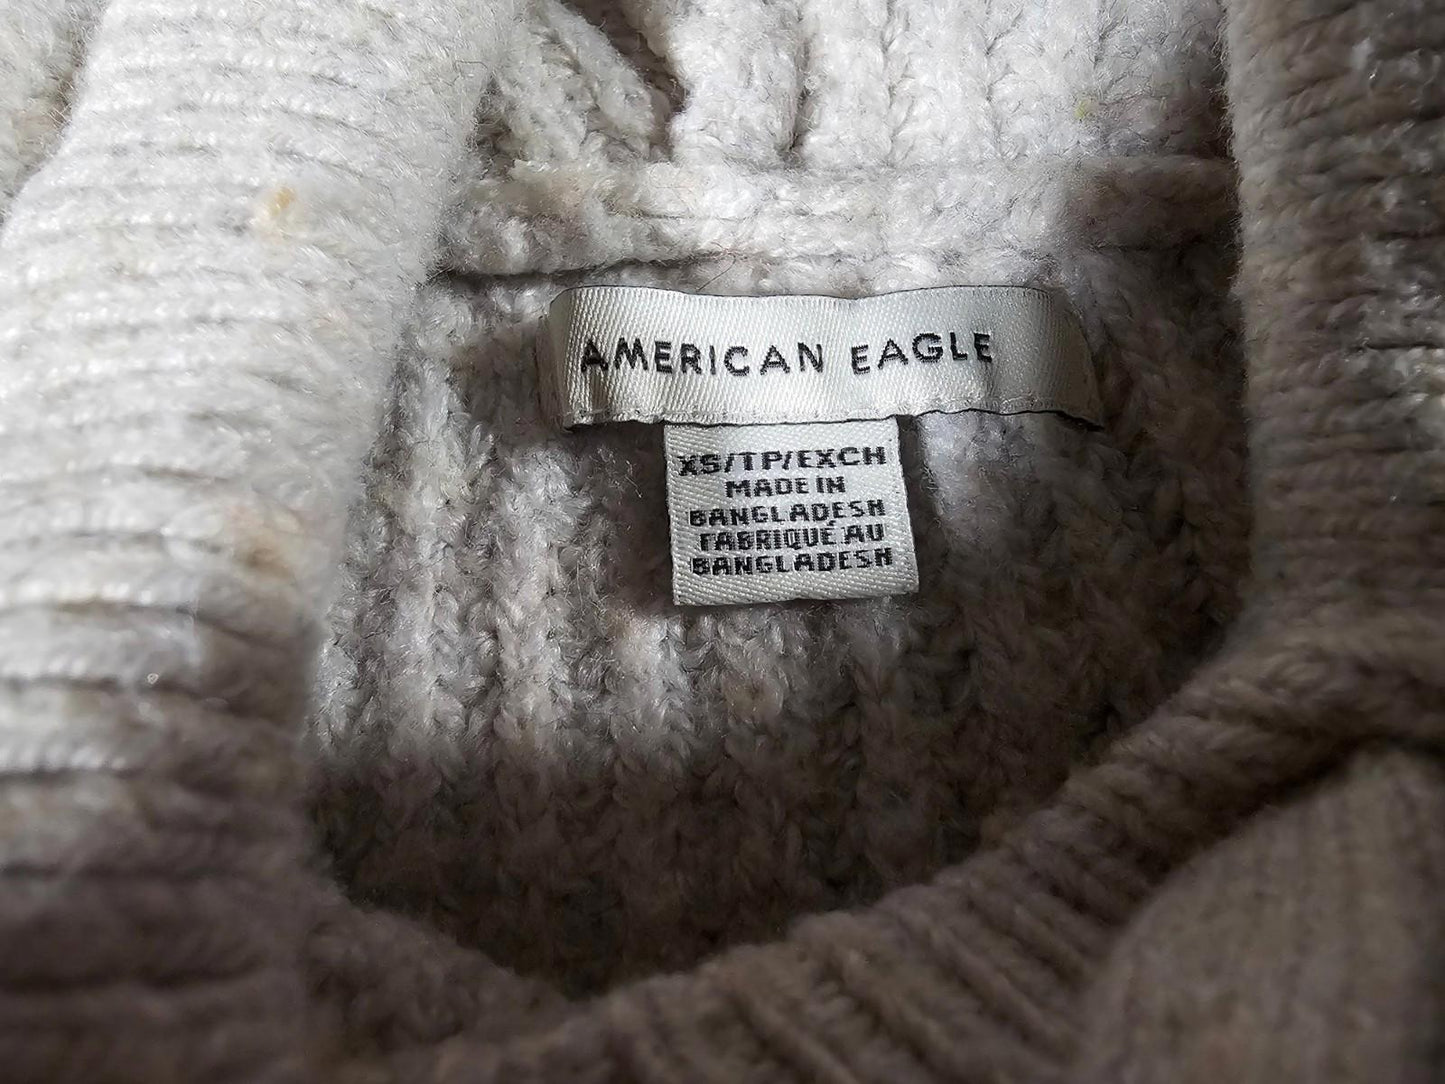 AMERICAN EAGLE
XS/TP/EXCH
MADE IN
BANGLADESH
FABRIQUÉ AU
BANGLADESH